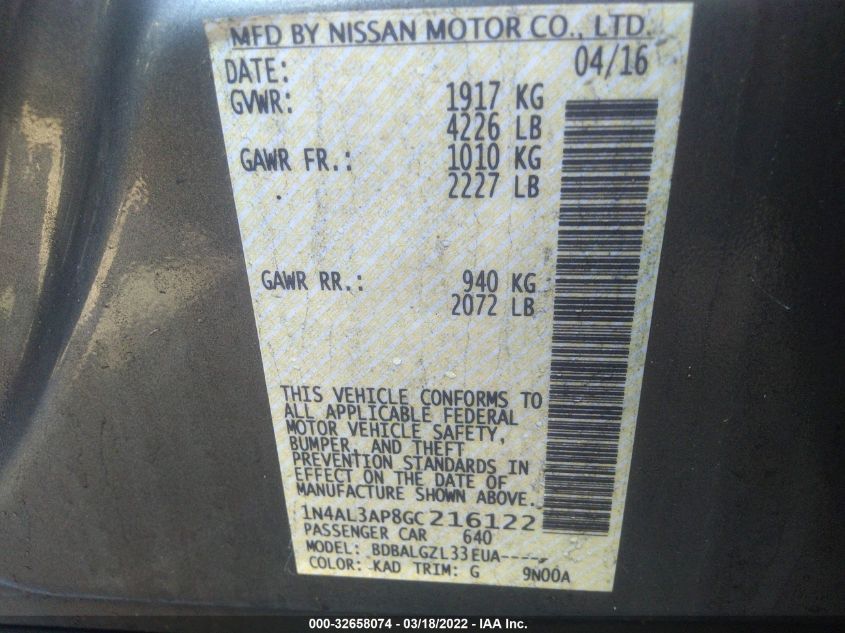 MFD BY NISSAN MOTOR CO., LTD.
DATE: 04/16
GVWR: 1917 KG
4226 LB
GAWR FR.: 1010 KG
2227 LB
GAWR RR.: 940 KG
2072 LB
THIS VEHICLE CONFORMS TO
ALL APPLICABLE FEDERAL
MOTOR VEHICLE SAFETY,
BUMPER, AND THEFT
PREVENTION STANDARDS IN
EFFECT ON THE DATE OF
MANUFACTURE SHOWN ABOVE.
1N4AL3AP8GC216122
PASSENGER CAR 640
MODEL: BDBALGZL33EUA-----
COLOR: KAD TRIM: G 9N00A
000-32658074 / 03/18/2022 - IAA Inc.